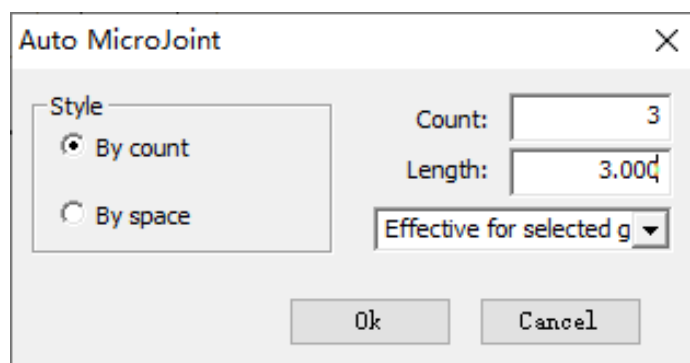 Auto MicroJoint
Style
By count
By space
Count: 3
Length: 3.000
Effective for selected g
Ok Cancel